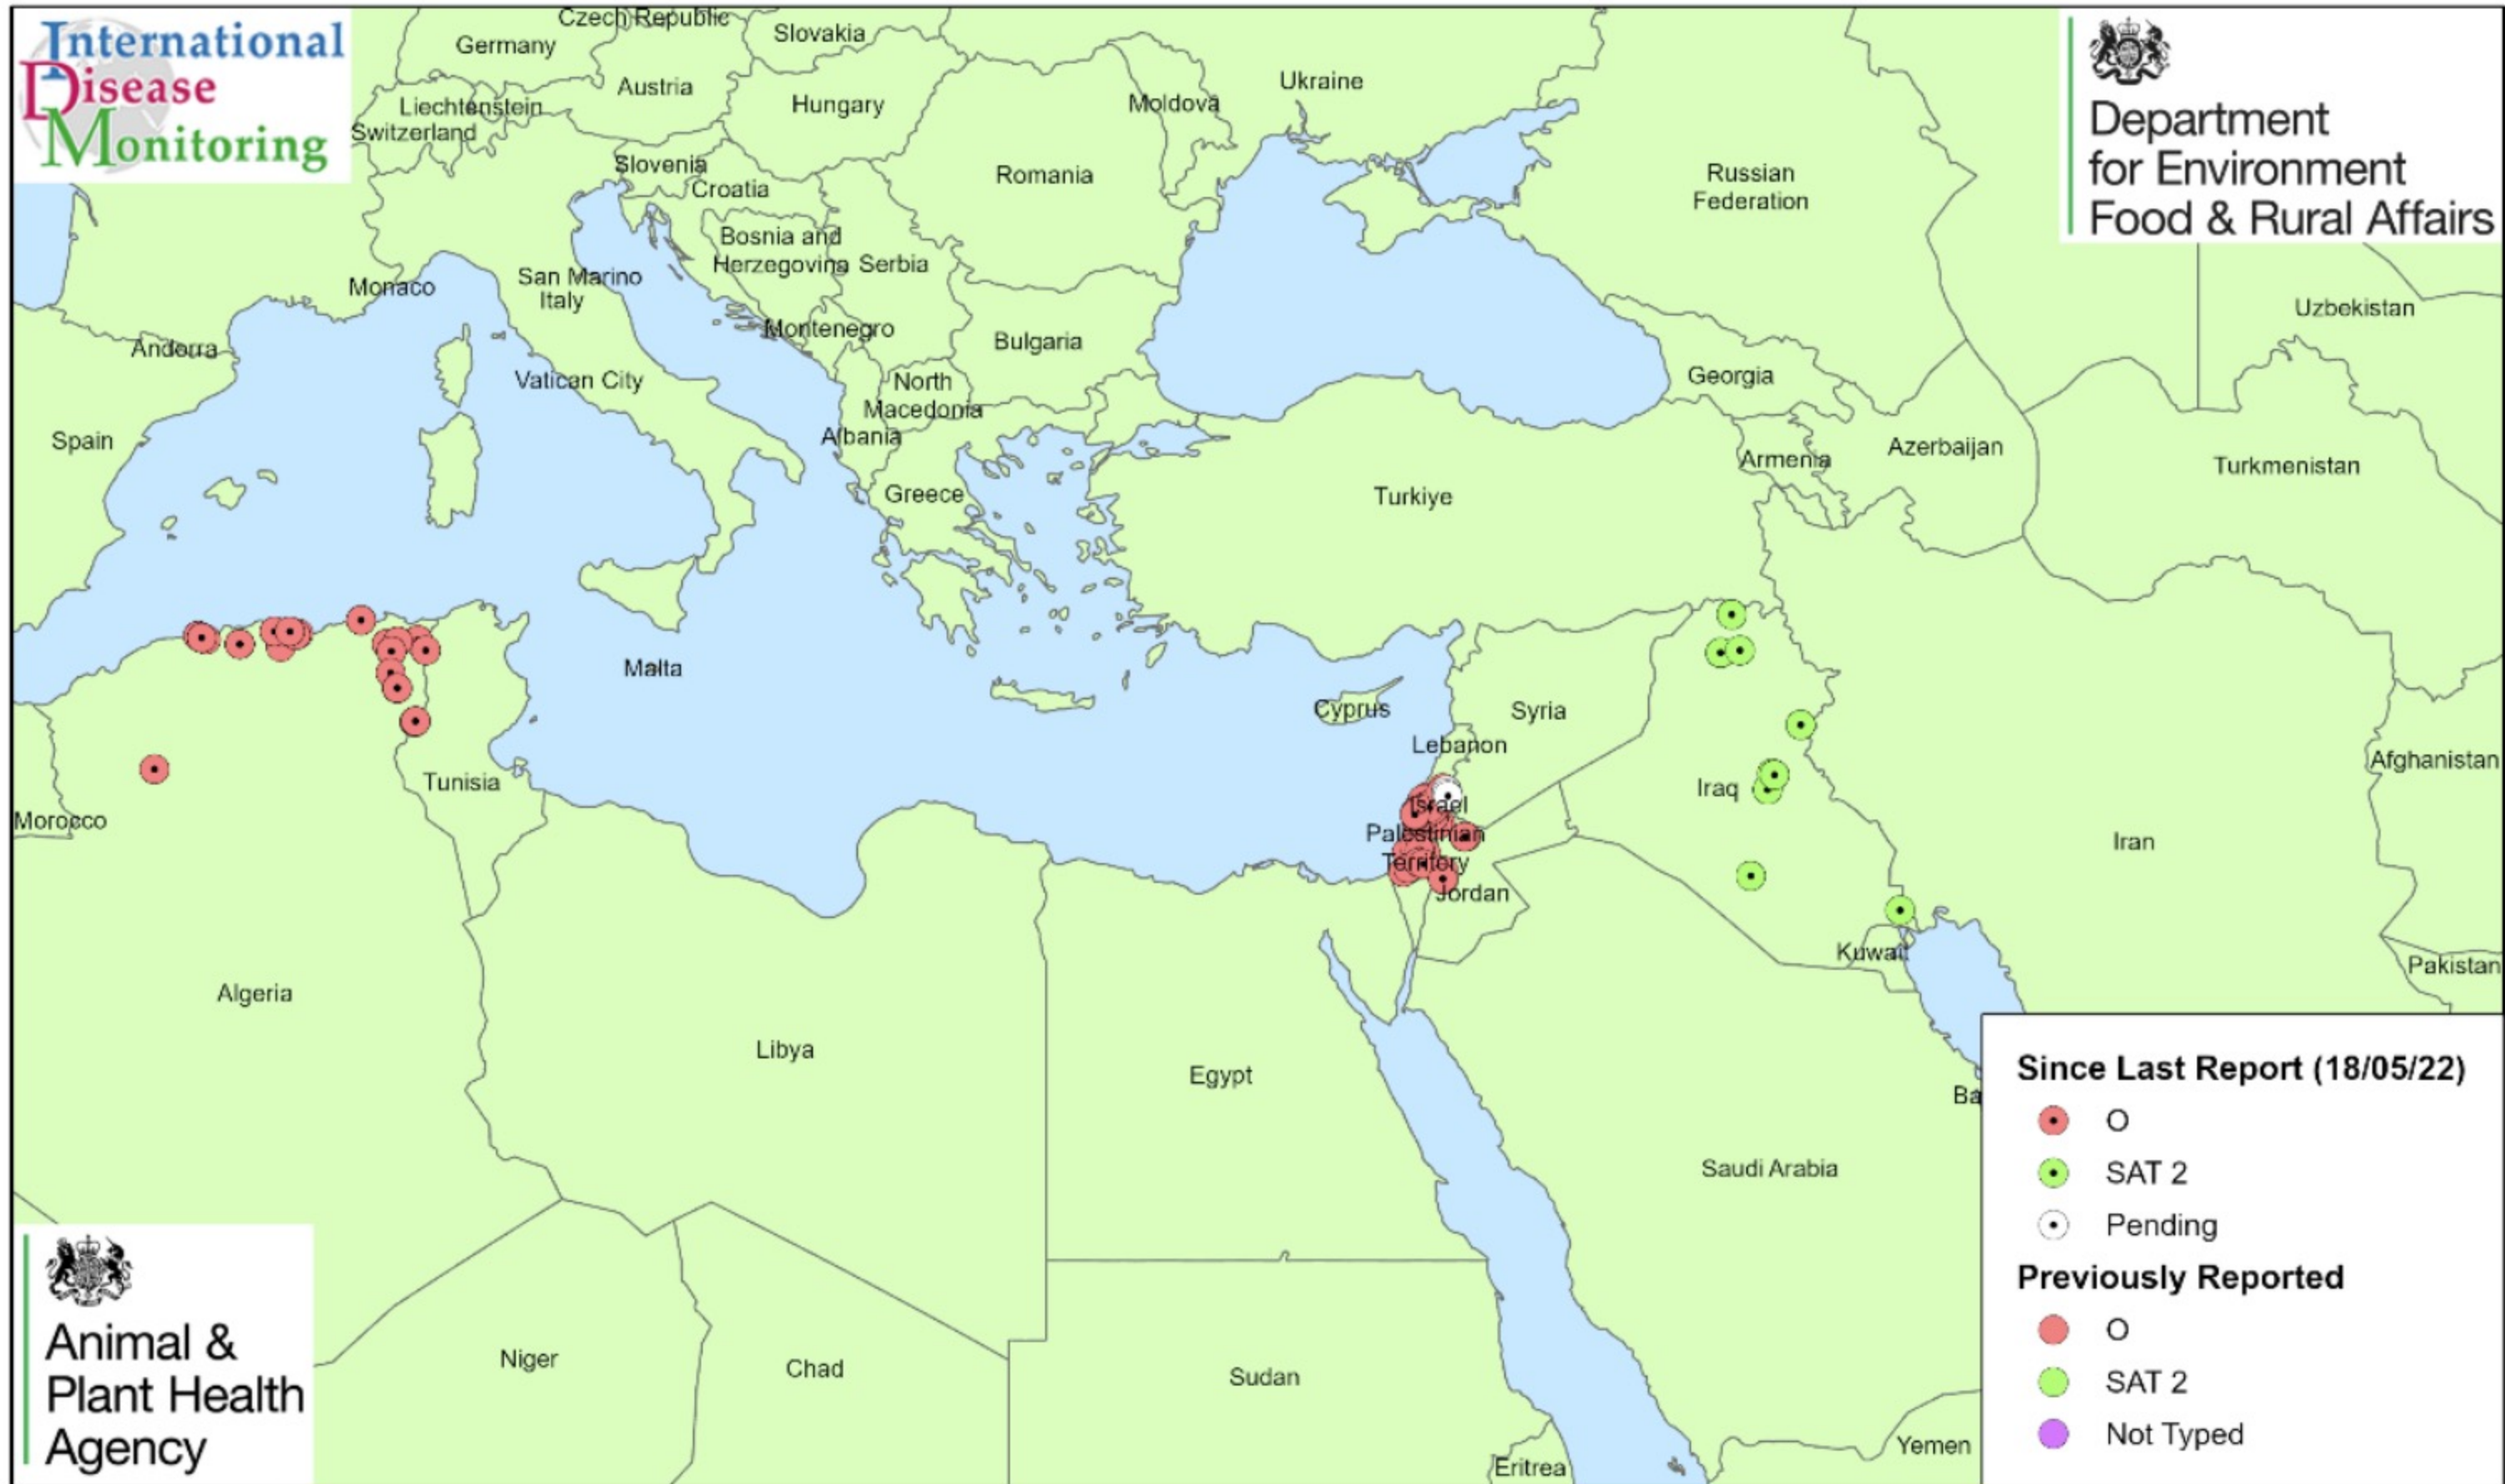 International
Disease
Monitoring
Department
for Environment
Food & Rural Affairs
Czech Republic
Germany
Slovakia
Austria
Ukraine
Liechtenstein
Hungary
Moldova
Switzerland
Slovenia
Croatia
Romania
Russian
Federation
Bosnia and
Herzegovina
Serbia
San Marino
Italy
Monaco
Uzbekistan
Montenegro
Andorra
Bulgaria
Vatican City
North
Macedonia
Georgia
Spain
Albania
Armenia
Azerbaijan
Turkmenistan
Greece
Turkiye
Malta
Cyprus
Syria
Lebanon
Afghanistan
Tunisia
Iraq
Israel
Morocco
Palestinian
Territory
Iran
Jordan
Kuwait
Pakistan
Algeria
Libya
Egypt
Ba
Saudi Arabia
Niger
Chad
Sudan
Yemen
Eritrea
Since Last Report (18/05/22)
O
SAT 2
Pending
Previously Reported
O
SAT 2
Not Typed
Animal &
Plant Health
Agency